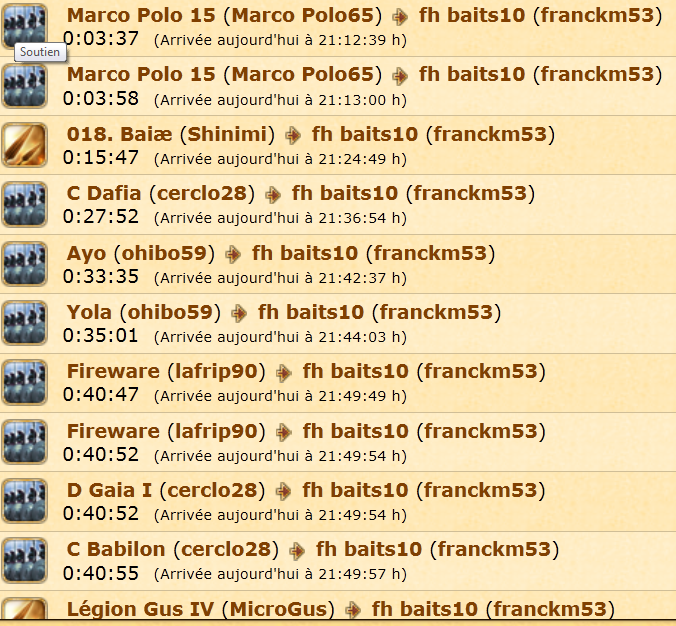 Marco Polo 15 (Marco Polo65) fh baits10 (franckm53)
0:03:37 (Arrivée aujourd'hui à 21:12:39 h)
Soutien
Marco Polo 15 (Marco Polo65) fh baits10 (franckm53)
0:03:58 (Arrivée aujourd'hui à 21:13:00 h)
018. Baiæ (Shinimi) fh baits10 (franckm53)
0:15:47 (Arrivée aujourd'hui à 21:24:49 h)
C Dafia (cerclo28) fh baits10 (franckm53)
0:27:52 (Arrivée aujourd'hui à 21:36:54 h)
Ayo (ohibo59) fh baits10 (franckm53)
0:33:35 (Arrivée aujourd'hui à 21:42:37 h)
Yola (ohibo59) fh baits10 (franckm53)
0:35:01 (Arrivée aujourd'hui à 21:44:03 h)
Fireware (lafrip90) fh baits10 (franckm53)
0:40:47 (Arrivée aujourd'hui à 21:49:49 h)
Fireware (lafrip90) fh baits10 (franckm53)
0:40:52 (Arrivée aujourd'hui à 21:49:54 h)
D Gaia I (cerclo28) fh baits10 (franckm53)
0:40:52 (Arrivée aujourd'hui à 21:49:54 h)
C Babilon (cerclo28) fh baits10 (franckm53)
0:40:55 (Arrivée aujourd'hui à 21:49:57 h)
Légion Gus IV (MicroGus) fh baits10 (franckm53)